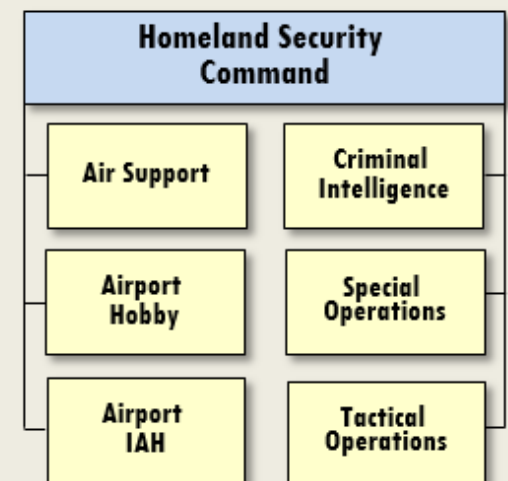 Homeland Security
Command
Air Support
Criminal
Intelligence
Airport
Hobby
Special
Operations
Airport
IAH
Tactical
Operations